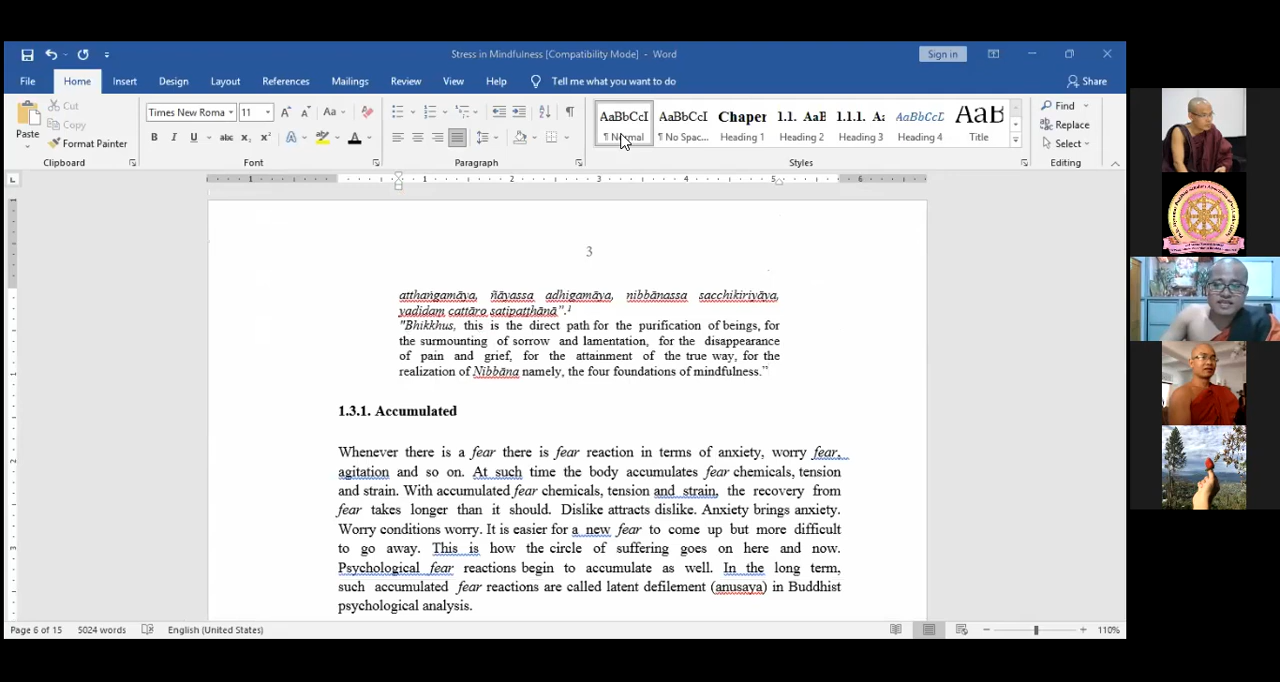 Stress in Mindfulness [Compatibility Mode] - Word
Sign in
File Home Insert Design Layout References Mailings Review View Help Tell me what you want to do Share
Paste
Cut
Copy
Format Painter
Clipboard
Times New Roma 11
Font
Paragraph
AaBbCcI AaBbCcI Chaper 1.1. AaB 1.1.1. A: AaBbCcL AaB
¶ Normal ¶ No Spac... Heading 1 Heading 2 Heading 3 Heading 4 Title
Styles
Find
Replace
Select
Editing
1 1 2 3 4 5 6
3
atthaṅgamāya, ñāyassa adhigamāya, nibbānassa sacchikiriyāya,
yadidaṃ cattāro satipaṭṭhānā”.1
"Bhikkhus, this is the direct path for the purification of beings, for
the surmounting of sorrow and lamentation, for the disappearance
of pain and grief, for the attainment of the true way, for the
realization of Nibbāna namely, the four foundations of mindfulness.”
1.3.1. Accumulated
Whenever there is a fear there is fear reaction in terms of anxiety, worry fear,
agitation and so on. At such time the body accumulates fear chemicals, tension
and strain. With accumulated fear chemicals, tension and strain, the recovery from
fear takes longer than it should. Dislike attracts dislike. Anxiety brings anxiety.
Worry conditions worry. It is easier for a new fear to come up but more difficult
to go away. This is how the circle of suffering goes on here and now.
Psychological fear reactions begin to accumulate as well. In the long term,
such accumulated fear reactions are called latent defilement (anusaya) in Buddhist
psychological analysis.
Page 6 of 15 5024 words English (United States) 110%